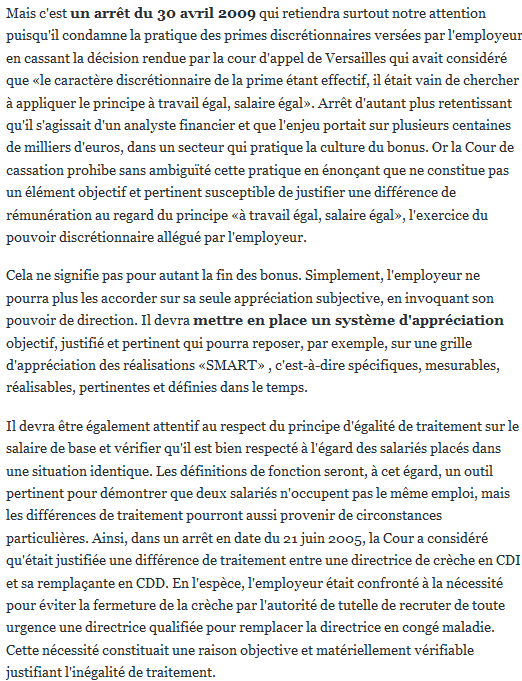 Mais c'est un arrêt du 30 avril 2009 qui retiendra surtout notre attention
puisqu'il condamne la pratique des primes discrétionnaires versées par l'employeur
en cassant la décision rendue par la cour d'appel de Versailles qui avait considéré
que «le caractère discrétionnaire de la prime étant effectif, il était vain de chercher
à appliquer le principe à travail égal, salaire égal». Arrêt d'autant plus retentissant
qu'il s'agissait d'un analyste financier et que l'enjeu portait sur plusieurs centaines
de milliers d'euros, dans un secteur qui pratique la culture du bonus. Or la Cour de
cassation prohibe sans ambiguïté cette pratique en énonçant que ne constitue pas
un élément objectif et pertinent susceptible de justifier une différence de
rémunération au regard du principe «à travail égal, salaire égal», l'exercice du
pouvoir discrétionnaire allégué par l'employeur.
Cela ne signifie pas pour autant la fin des bonus. Simplement, l'employeur ne
pourra plus les accorder sur sa seule appréciation subjective, en invoquant son
pouvoir de direction. Il devra mettre en place un système d'appréciation
objectif, justifié et pertinent qui pourra reposer, par exemple, sur une grille
d'appréciation des réalisations «SMART» , c'est-à-dire spécifiques, mesurables,
réalisables, pertinentes et définies dans le temps.
Il devra être également attentif au respect du principe d'égalité de traitement sur le
salaire de base et vérifier qu'il est bien respecté à l'égard des salariés placés dans
une situation identique. Les définitions de fonction seront, à cet égard, un outil
pertinent pour démontrer que deux salariés n'occupent pas le même emploi, mais
les différences de traitement pourront aussi provenir de circonstances
particulières. Ainsi, dans un arrêt en date du 21 juin 2005, la Cour a considéré
qu'était justifiée une différence de traitement entre une directrice de crèche en CDI
et sa remplaçante en CDD. En l'espèce, l'employeur était confronté à la nécessité
pour éviter la fermeture de la crèche par l'autorité de tutelle de recruter de toute
urgence une directrice qualifiée pour remplacer la directrice en congé maladie.
Cette nécessité constituait une raison objective et matériellement vérifiable
justifiant l'inégalité de traitement.